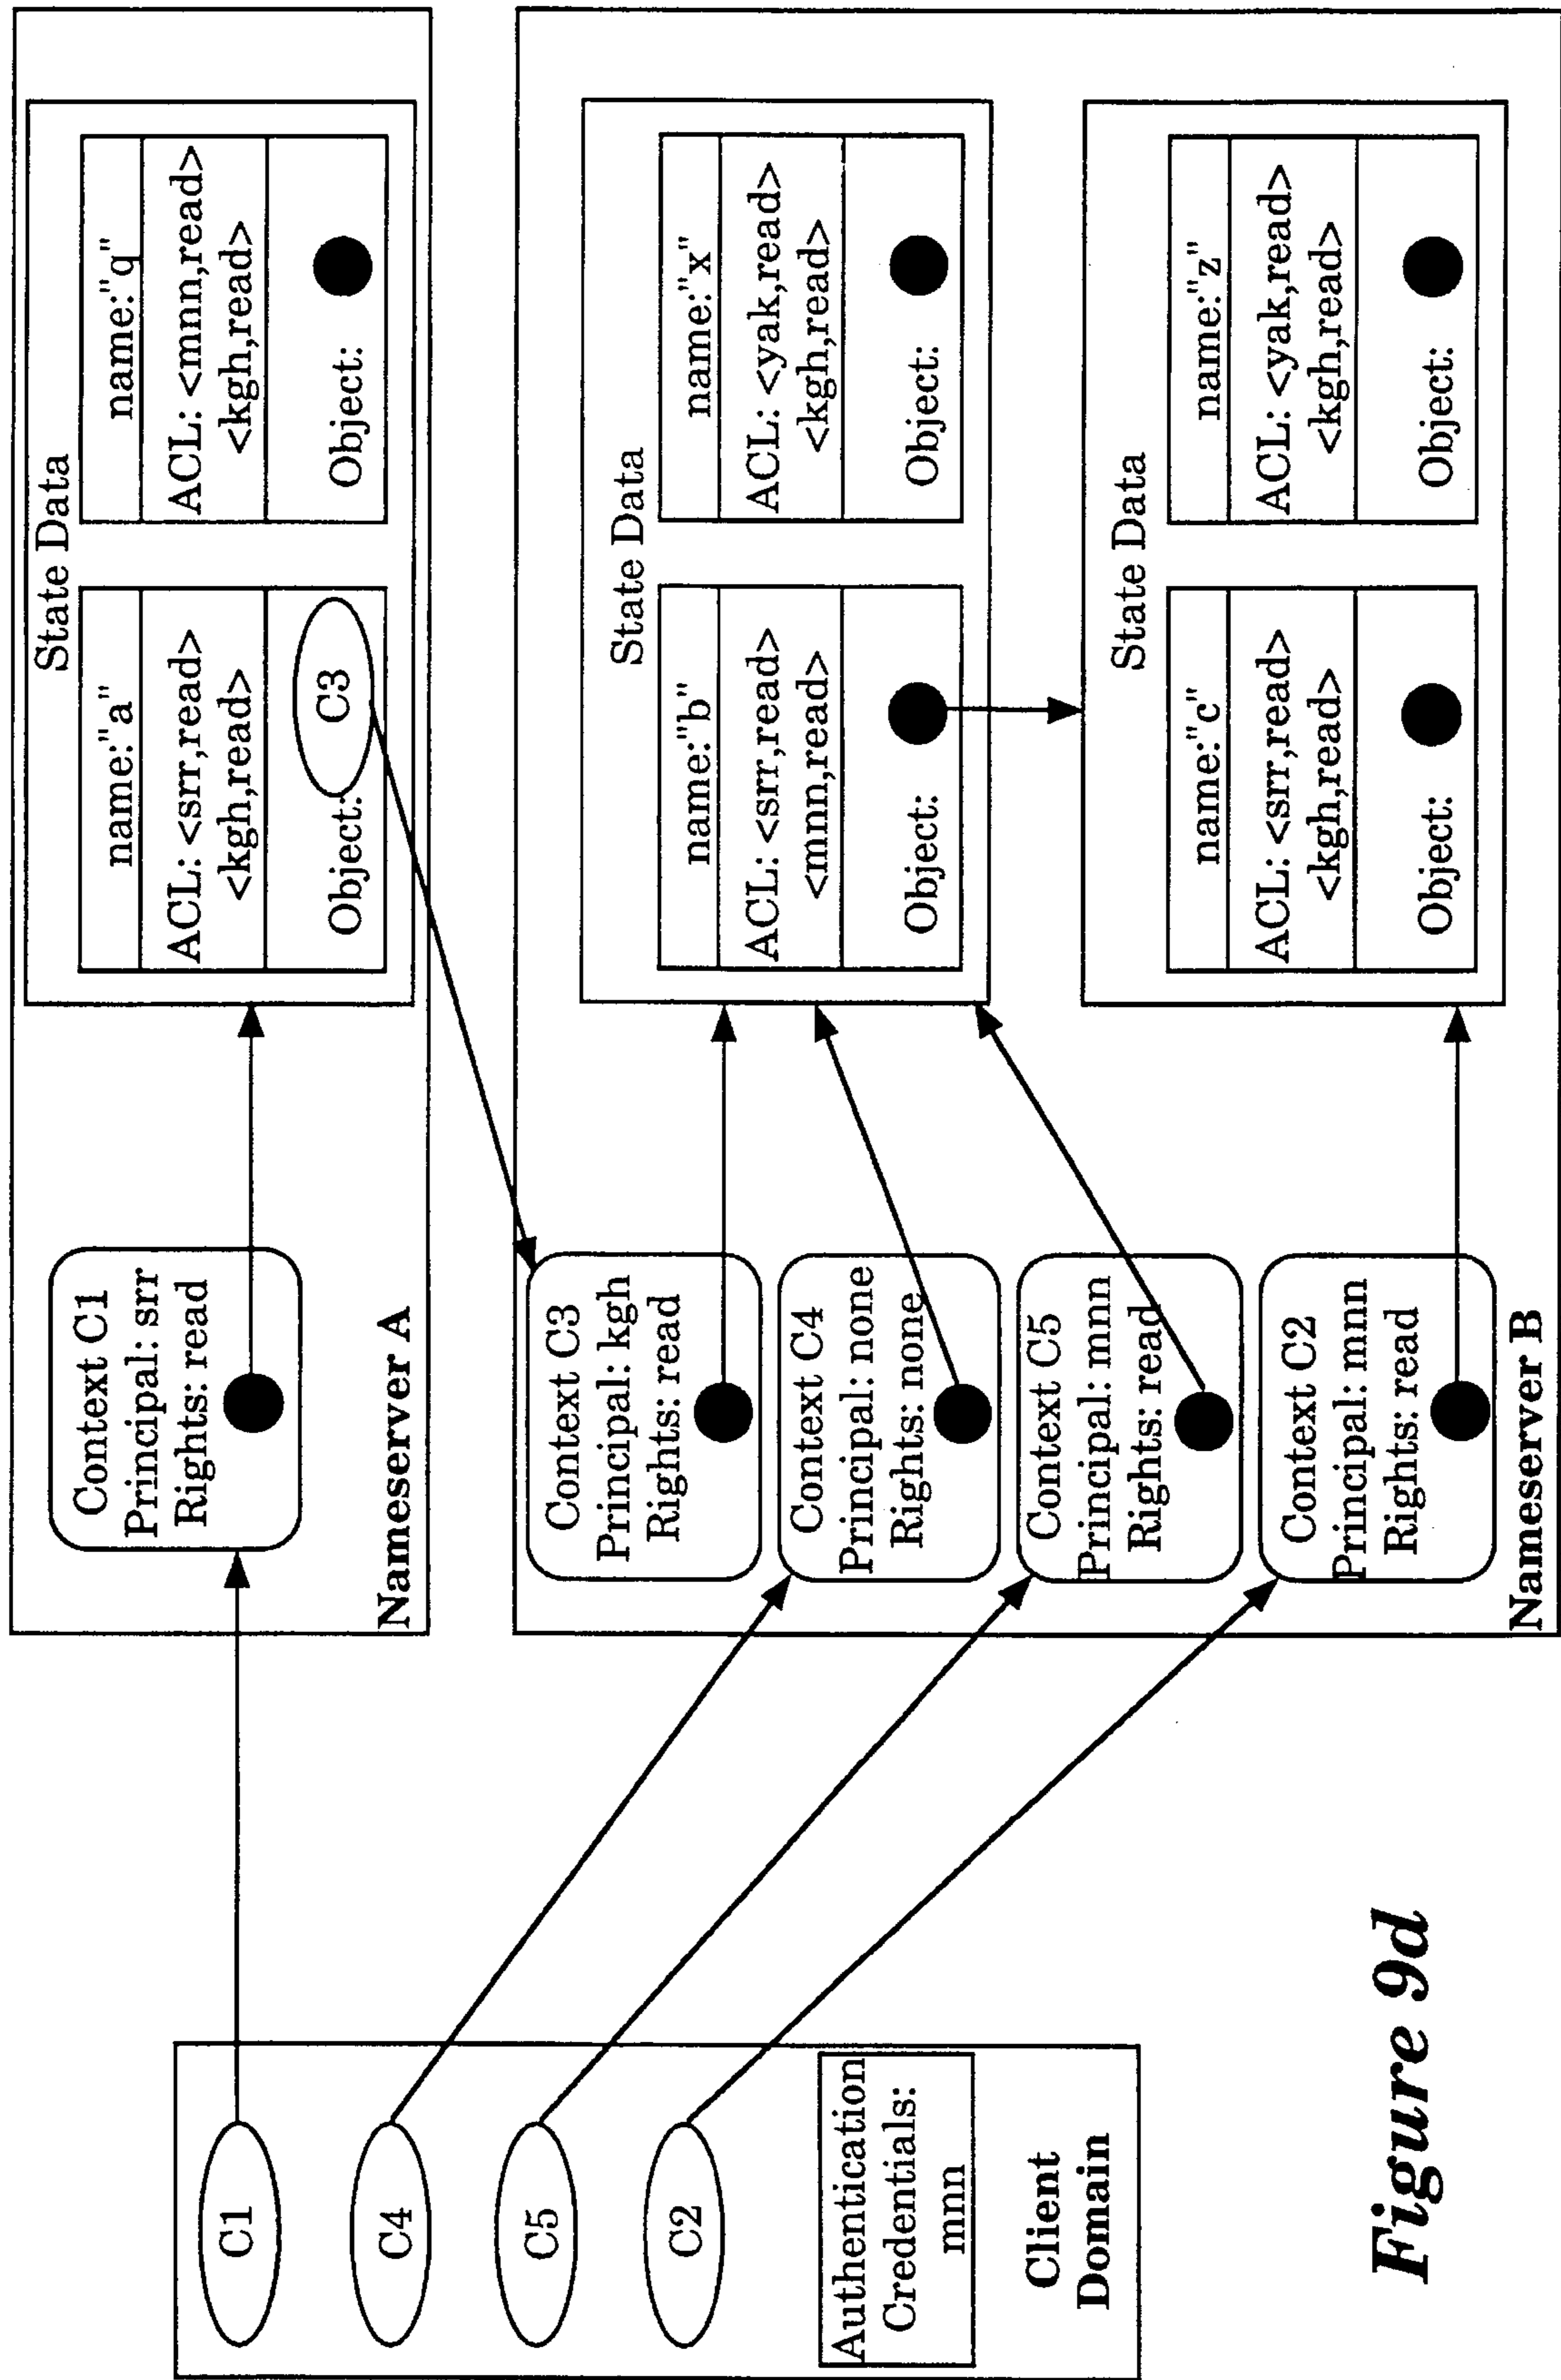 C1
C4
C5
C2
Authentication
Credentials:
mnn
Client
Domain
Context C1
Principal: srr
Rights: read
Nameserver A
State Data
name:"a"
ACL: <srr,read>
<kgh,read>
Object:
C3
name:"q"
ACL: <mnn,read>
<kgh,read>
Object:
Context C3
Principal: kgh
Rights: read
Context C4
Principal: none
Rights: none
Context C5
Principal: mnn
Rights: read
Context C2
Principal: mnn
Rights: read
Nameserver B
State Data
name:"b"
ACL: <srr,read>
<mnn,read>
Object:
name:"x"
ACL: <yak,read>
<kgh,read>
Object:
State Data
name:"c"
ACL: <srr,read>
<kgh,read>
Object:
name:"z"
ACL: <yak,read>
<kgh,read>
Object:
Figure 9d